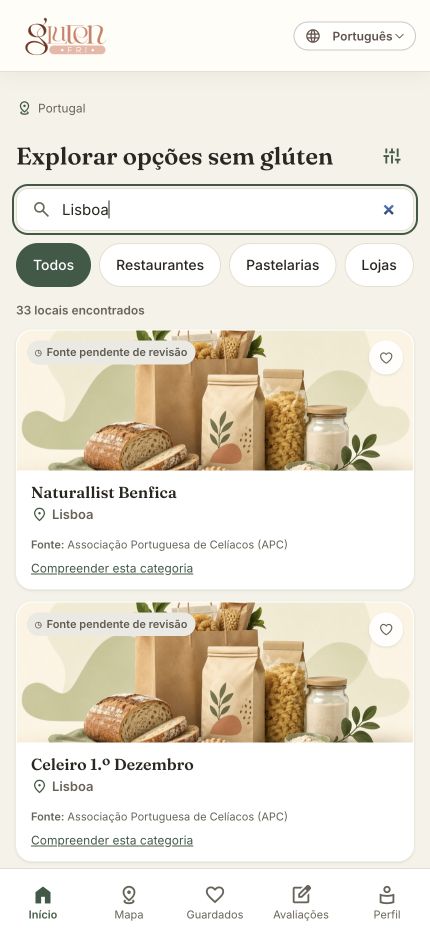 gluten
FRI
Português
Portugal
Explorar opções sem glúten
Lisboa
Todos
Restaurantes
Pastelarias
Lojas
33 locais encontrados
Fonte pendente de revisão
Naturallist Benfica
Lisboa
Fonte: Associação Portuguesa de Celíacos (APC)
Compreender esta categoria
Fonte pendente de revisão
Celeiro 1.º Dezembro
Lisboa
Fonte: Associação Portuguesa de Celíacos (APC)
Compreender esta categoria
Início
Mapa
Guardados
Avaliações
Perfil